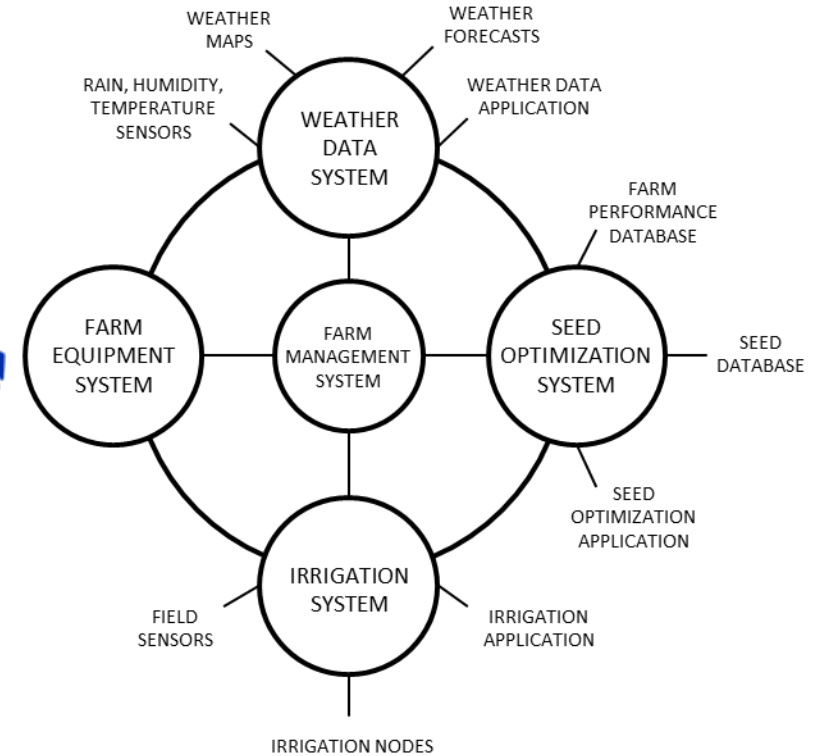 WEATHER
MAPS
WEATHER
FORECASTS
RAIN, HUMIDITY,
TEMPERATURE
SENSORS
WEATHER DATA
APPLICATION
WEATHER
DATA
SYSTEM
FARM
PERFORMANCE
DATABASE
FARM
EQUIPMENT
SYSTEM
FARM
MANAGEMENT
SYSTEM
SEED
OPTIMIZATION
SYSTEM
SEED
DATABASE
SEED
OPTIMIZATION
APPLICATION
IRRIGATION
SYSTEM
FIELD
SENSORS
IRRIGATION
APPLICATION
IRRIGATION NODES